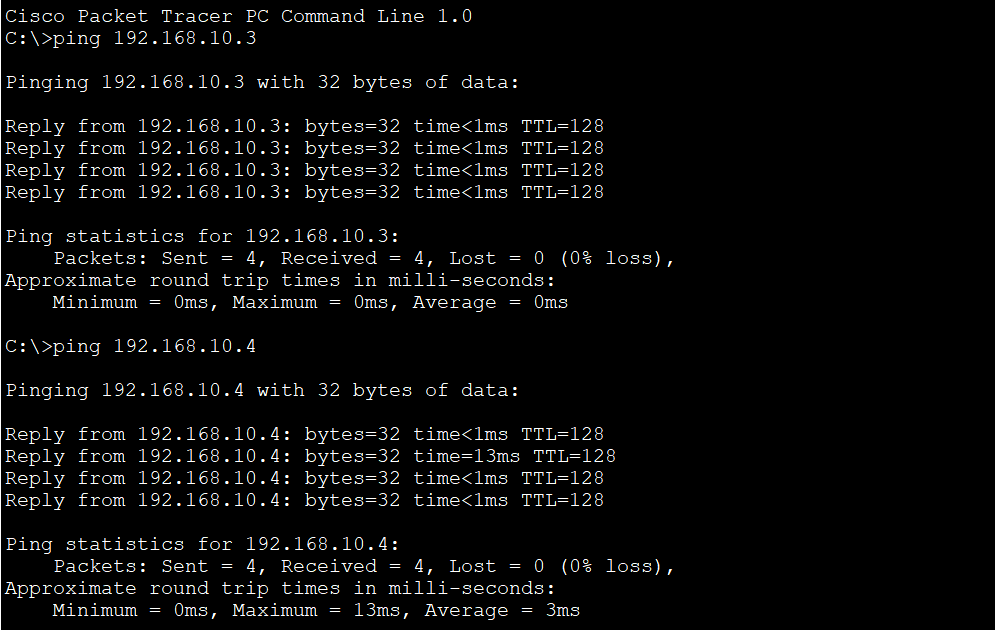 Cisco Packet Tracer PC Command Line 1.0
C:\>ping 192.168.10.3
Pinging 192.168.10.3 with 32 bytes of data:
Reply from 192.168.10.3: bytes=32 time<1ms TTL=128
Reply from 192.168.10.3: bytes=32 time<1ms TTL=128
Reply from 192.168.10.3: bytes=32 time<1ms TTL=128
Reply from 192.168.10.3: bytes=32 time<1ms TTL=128
Ping statistics for 192.168.10.3:
    Packets: Sent = 4, Received = 4, Lost = 0 (0% loss),
Approximate round trip times in milli-seconds:
    Minimum = 0ms, Maximum = 0ms, Average = 0ms
C:\>ping 192.168.10.4
Pinging 192.168.10.4 with 32 bytes of data:
Reply from 192.168.10.4: bytes=32 time<1ms TTL=128
Reply from 192.168.10.4: bytes=32 time=13ms TTL=128
Reply from 192.168.10.4: bytes=32 time<1ms TTL=128
Reply from 192.168.10.4: bytes=32 time<1ms TTL=128
Ping statistics for 192.168.10.4:
    Packets: Sent = 4, Received = 4, Lost = 0 (0% loss),
Approximate round trip times in milli-seconds:
    Minimum = 0ms, Maximum = 13ms, Average = 3ms